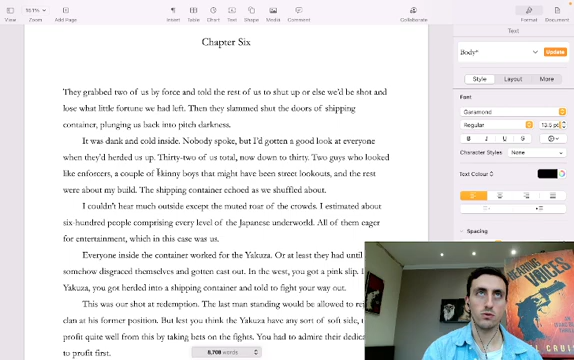 151%
View
Zoom
Add Page
Insert
Table
Chart
Text
Shape
Media
Comment
Collaborate
Format
Document
Text
Body*
Update
Style
Layout
More
Font
Garamond
Regular
13.5 pt
B I U S
Character Styles
None
Text Colour
Spacing
Chapter Six
They grabbed two of us by force and told the rest of us to shut up or else we'd be shot and
lose what little fortune we had left. Then they slammed shut the doors of shipping
container, plunging us back into pitch darkness.
It was dank and cold inside. Nobody spoke, but I'd gotten a good look at everyone
when they'd herded us up. Thirty-two of us total, now down to thirty. Two guys who looked
like enforcers, a couple of skinny boys that might have been street lookouts, and the rest
were about my build. The shipping container echoed as we shuffled about.
I couldn't hear much outside except the muted roar of the crowds. I estimated about
six-hundred people comprising every level of the Japanese underworld. All of them eager
for entertainment, which in this case was us.
Everyone inside the container worked for the Yakuza. Or at least they had until
somehow disgraced themselves and gotten cast out. In the west, you got a pink slip. I
Yakuza, you got herded into a shipping container and told to fight your way out.
This was our shot at redemption. The last man standing would be allowed to
clan at his former position. But lest you think the Yakuza have any sort of soft side,
profit quite well from this by taking bets on the fights. You had to admire their
to profit first.
8,708 words
HEARING
VOICES